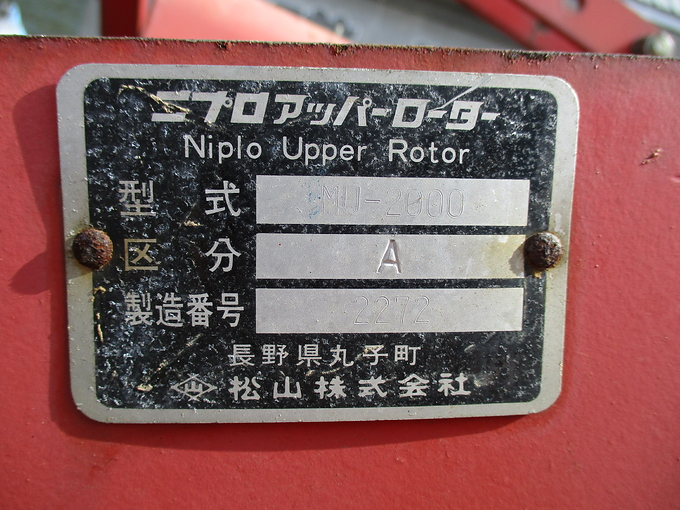 ニプロアッパーローター
Niplo Upper Rotor
型式 MU-2000
区分 A
製造番号 2272
長野県丸子町
松山株式会社